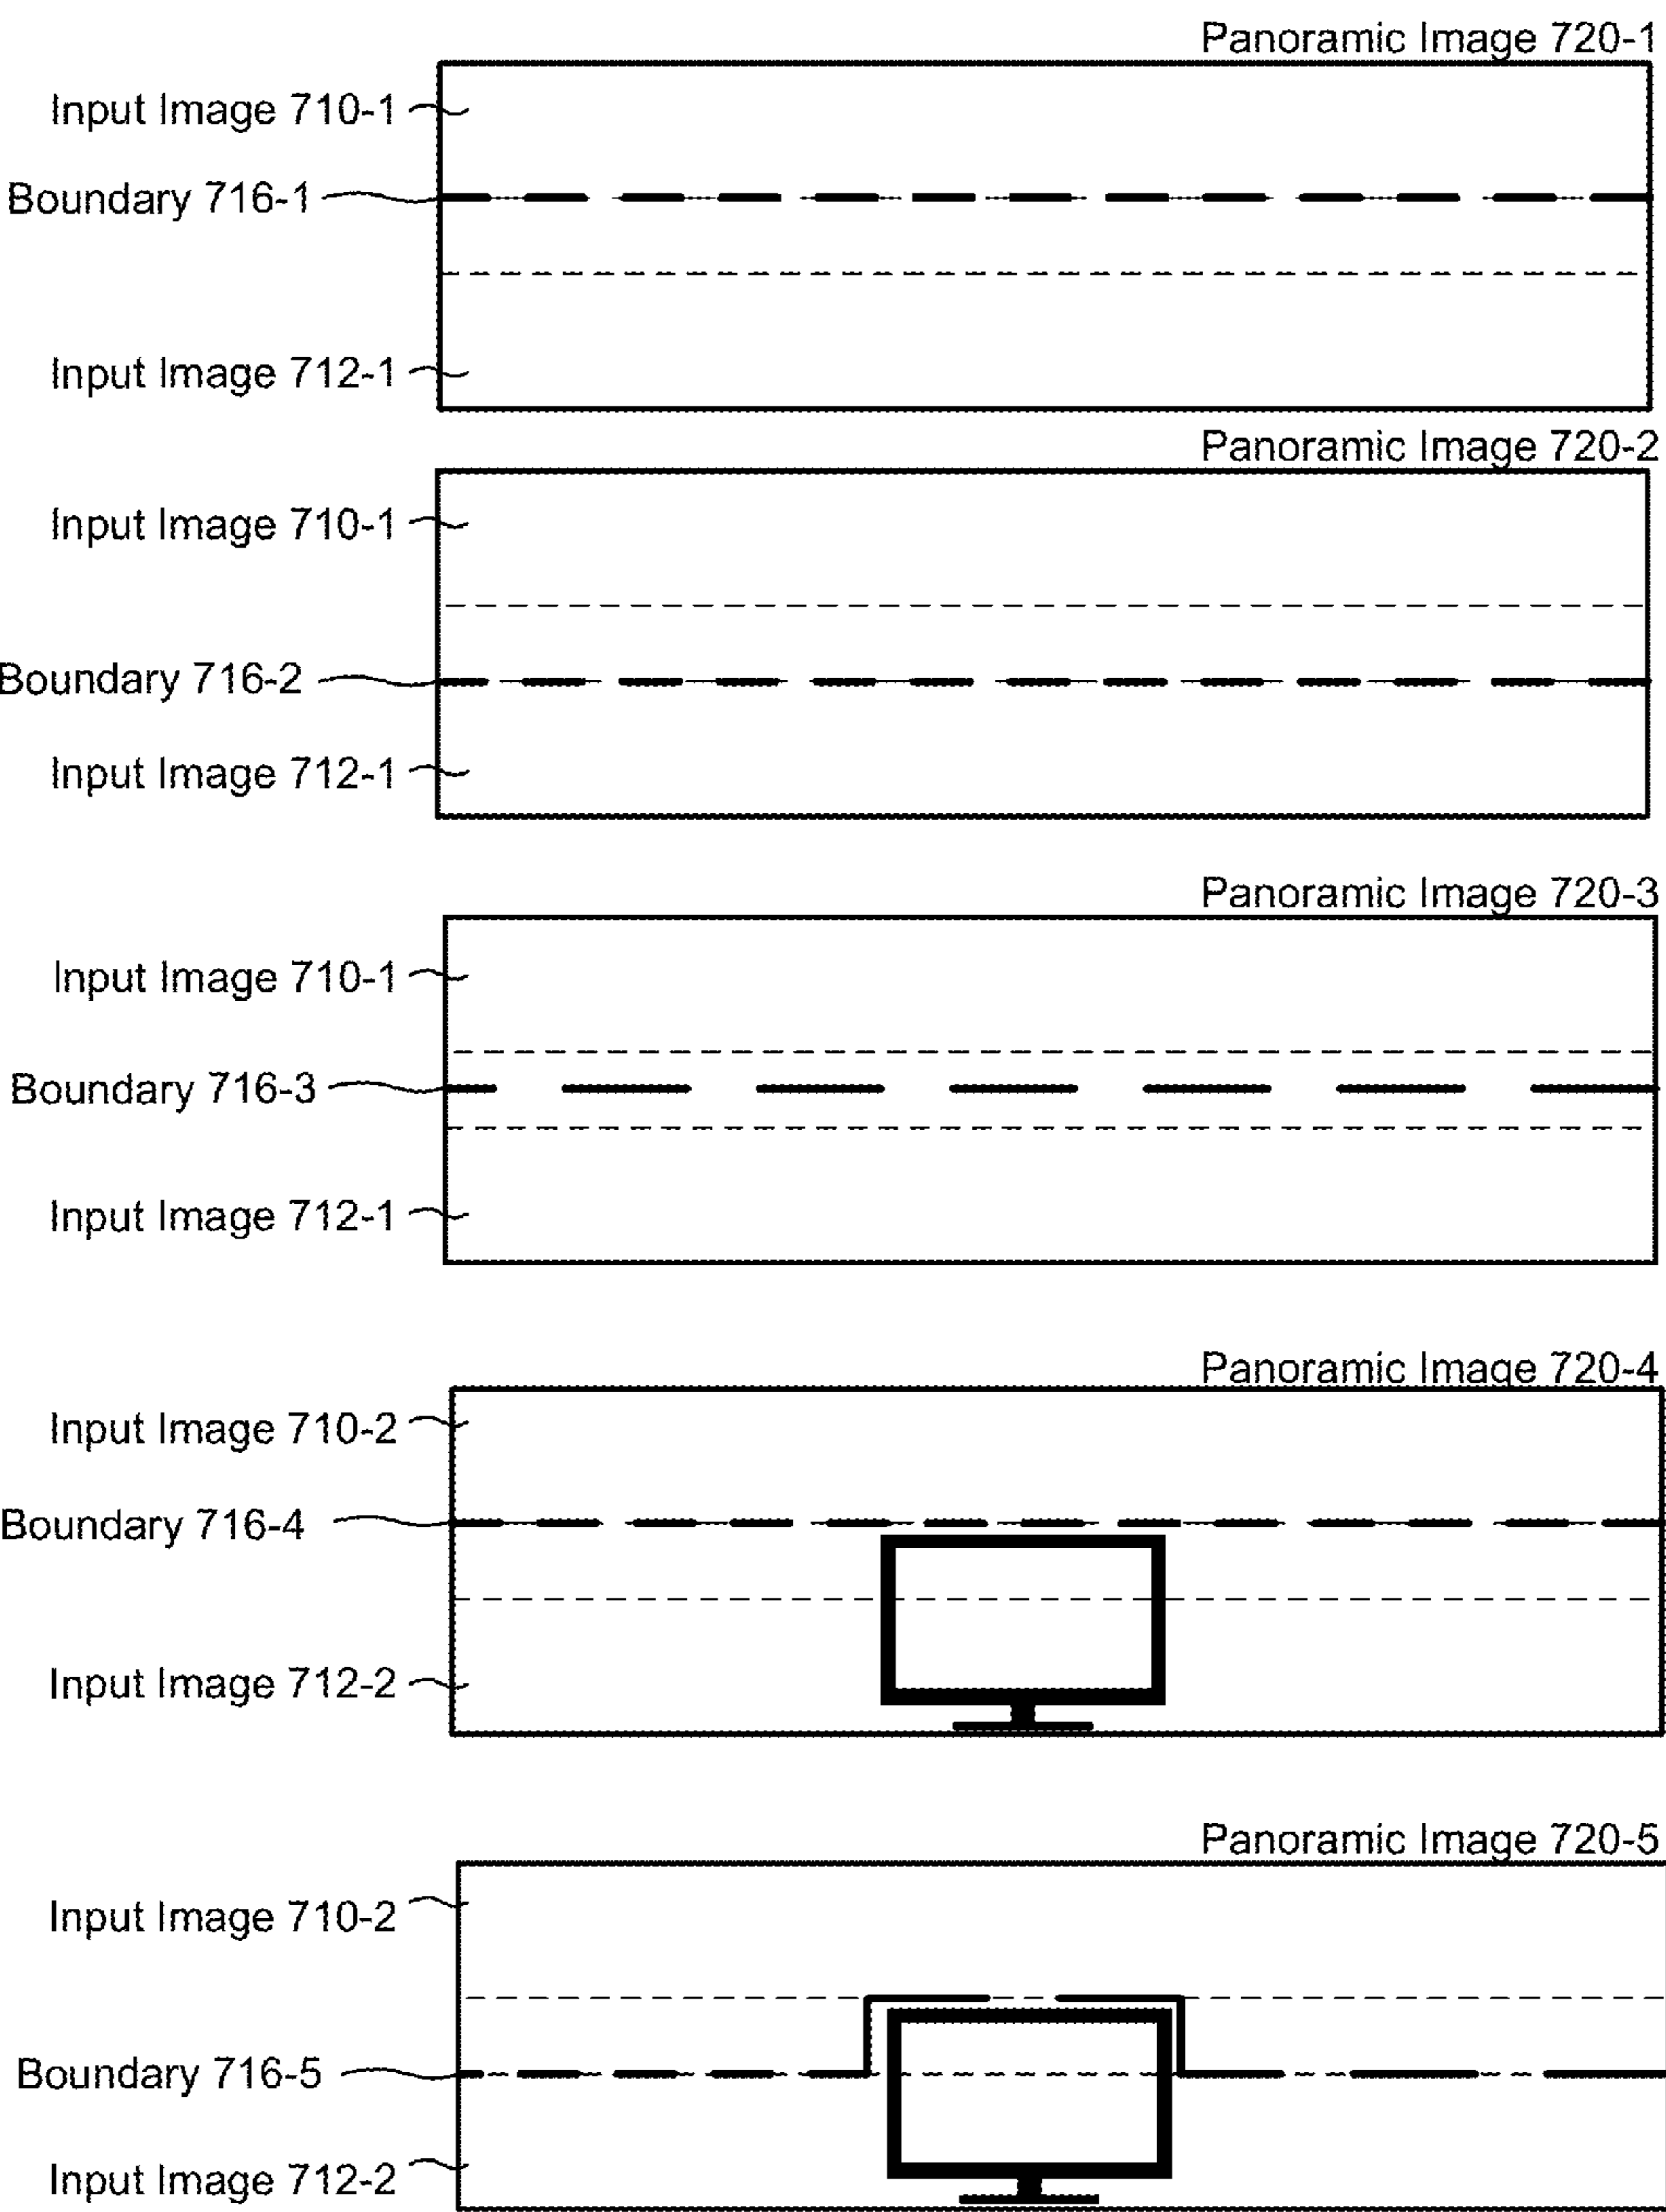 Panoramic Image 720-1
Input Image 710-1
Boundary 716-1
Input Image 712-1
Panoramic Image 720-2
Input Image 710-1
Boundary 716-2
Input Image 712-1
Panoramic Image 720-3
Input Image 710-1
Boundary 716-3
Input Image 712-1
Panoramic Image 720-4
Input Image 710-2
Boundary 716-4
Input Image 712-2
Panoramic Image 720-5
Input Image 710-2
Boundary 716-5
Input Image 712-2